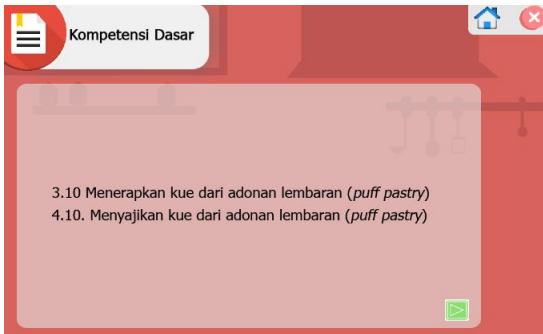 Kompetensi Dasar
3.10 Menerapkan kue dari adonan lembaran (puff pastry)
4.10. Menyajikan kue dari adonan lembaran (puff pastry)